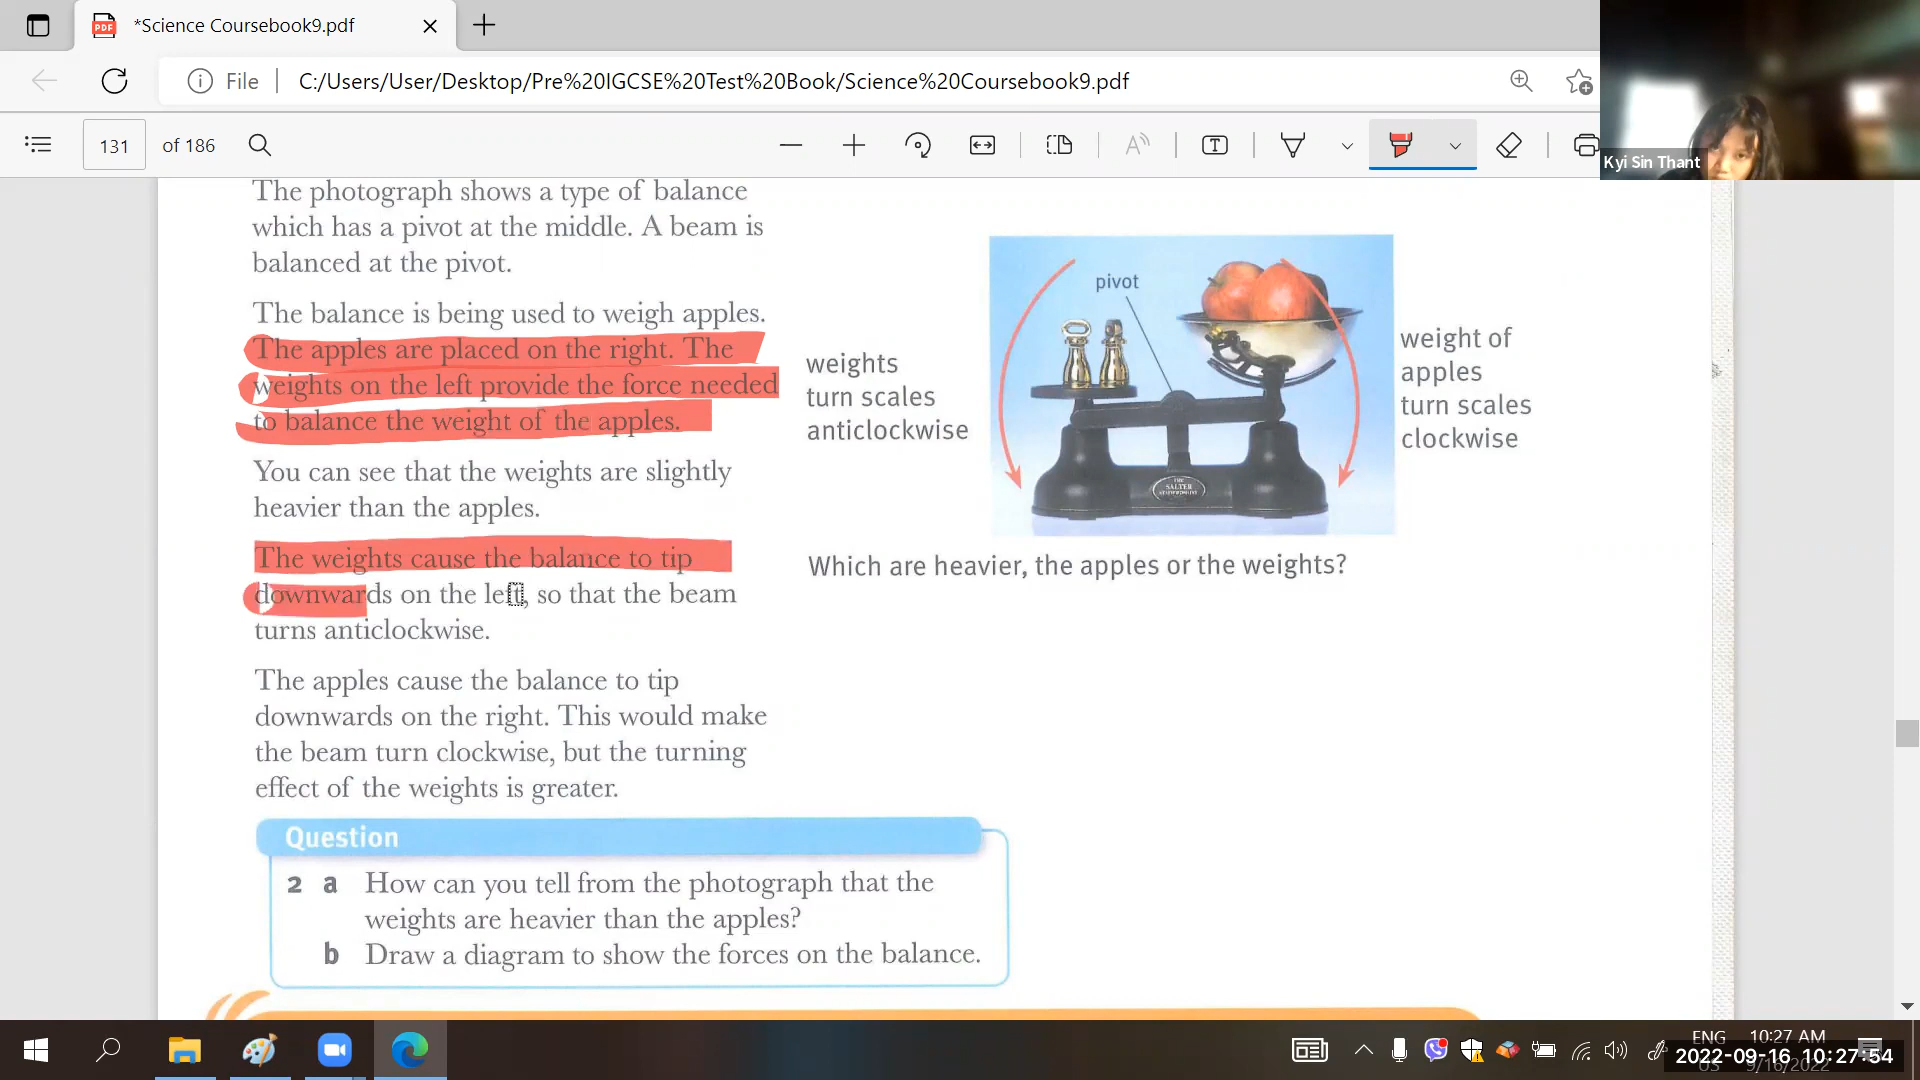 *Science Coursebook9.pdf
File
C:/Users/User/Desktop/Pre%20IGCSE%20Test%20Book/Science%20Coursebook9.pdf
131 of 186
Kyi Sin Thant
The photograph shows a type of balance
which has a pivot at the middle. A beam is
balanced at the pivot.
The balance is being used to weigh apples.
The apples are placed on the right. The
weights on the left provide the force needed
to balance the weight of the apples.
You can see that the weights are slightly
heavier than the apples.
The weights cause the balance to tip
downwards on the left, so that the beam
turns anticlockwise.
The apples cause the balance to tip
downwards on the right. This would make
the beam turn clockwise, but the turning
effect of the weights is greater.
weights
turn scales
anticlockwise
pivot
THE
SALTER
weight of
apples
turn scales
clockwise
Which are heavier, the apples or the weights?
Question
2 a How can you tell from the photograph that the
weights are heavier than the apples?
b Draw a diagram to show the forces on the balance.
ENG
10:27 AM
2022-09-16 10:27:54